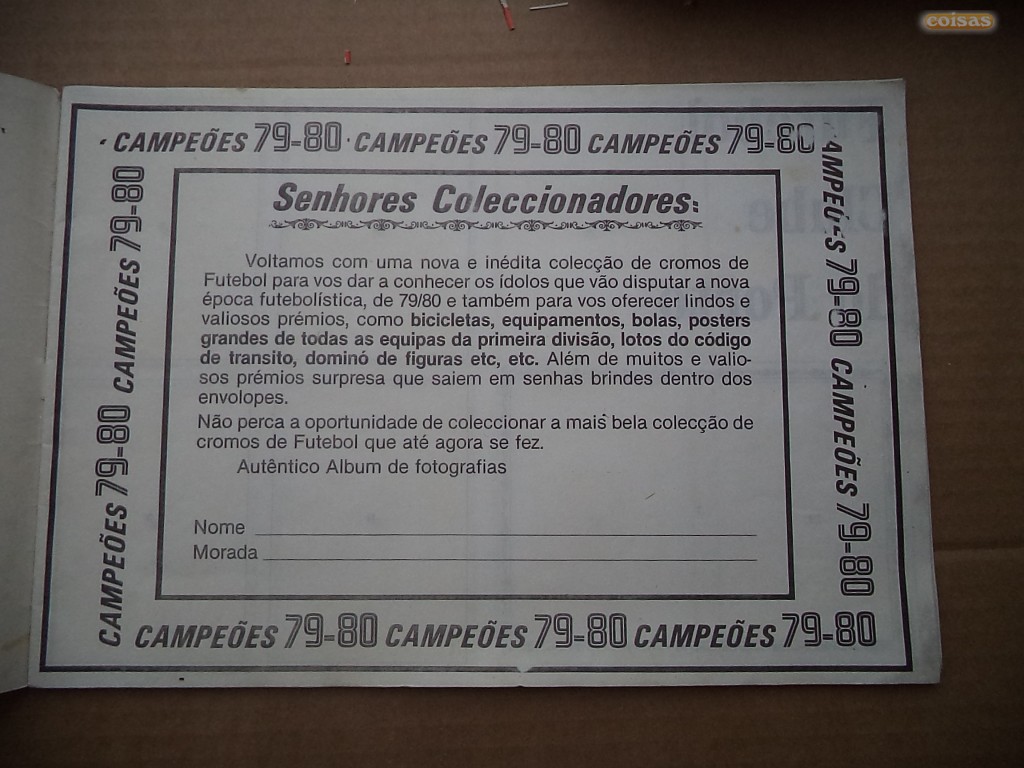 coisas
CAMPEÕES 79-80 · CAMPEÕES 79-80 CAMPEÕES 79-80
CAMPEÕES 79-80 CAMPEÕES 79-80
Senhores Coleccionadores:
Voltamos com uma nova e inédita colecção de cromos de
Futebol para vos dar a conhecer os ídolos que vão disputar a nova
época futebolística, de 79/80 e também para vos oferecer lindos e
valiosos prémios, como bicicletas, equipamentos, bolas, posters
grandes de todas as equipas da primeira divisão, lotos do código
de transito, dominó de figuras etc, etc. Além de muitos e valio-
sos prémios surpresa que saiem em senhas brindes dentro dos
envolopes.
Não perca a oportunidade de coleccionar a mais bela colecção de
cromos de Futebol que até agora se fez.
Autêntico Album de fotografias
Nome
Morada
79-80 CAMPEÕES 79-80
CAMPEÕES 79-80 CAMPEÕES 79-80 CAMPEÕES 79-80